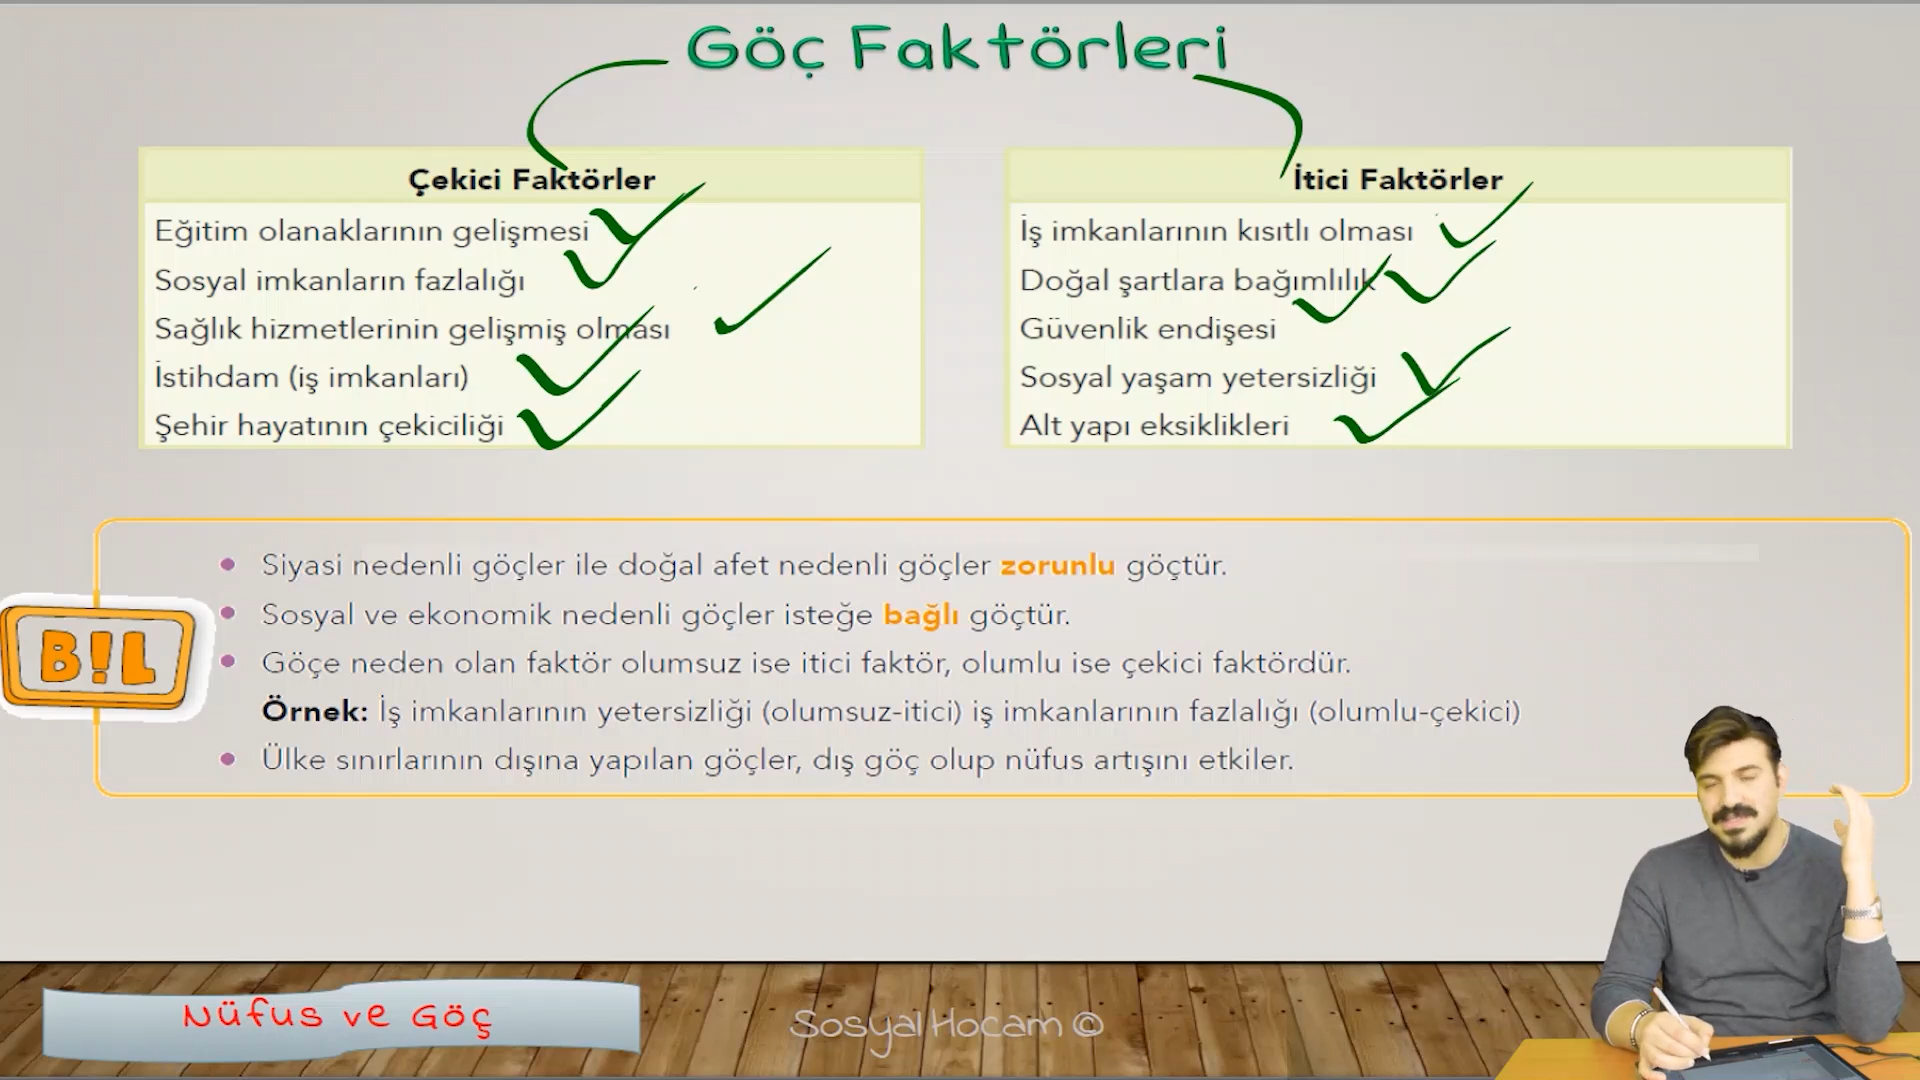 Göç Faktörleri
Çekici Faktörler
Eğitim olanaklarının gelişmesi
Sosyal imkanların fazlalığı
Sağlık hizmetlerinin gelişmiş olması
İstihdam (iş imkanları)
Şehir hayatının çekiciliği
İtici Faktörler
İş imkanlarının kısıtlı olması
Doğal şartlara bağımlılık
Güvenlik endişesi
Sosyal yaşam yetersizliği
Alt yapı eksiklikleri
B!L
• Siyasi nedenli göçler ile doğal afet nedenli göçler zorunlu göçtür.
• Sosyal ve ekonomik nedenli göçler isteğe bağlı göçtür.
• Göçe neden olan faktör olumsuz ise itici faktör, olumlu ise çekici faktördür.
Örnek: İş imkanlarının yetersizliği (olumsuz-itici) iş imkanlarının fazlalığı (olumlu-çekici)
• Ülke sınırlarının dışına yapılan göçler, dış göç olup nüfus artışını etkiler.
Nüfus ve Göç
Sosyal Hocam ©